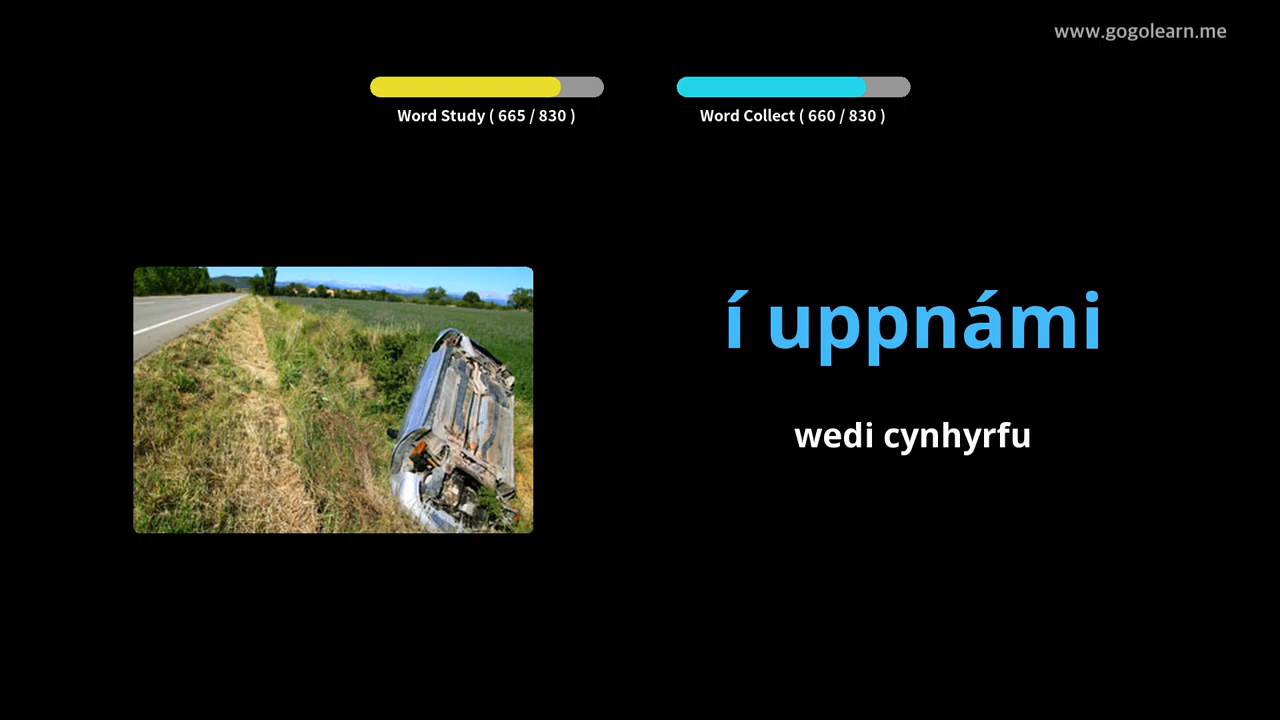 www.gogolearn.me
Word Study ( 665 / 830 )
Word Collect ( 660 / 830 )
í uppnámi
wedi cynhyrfu